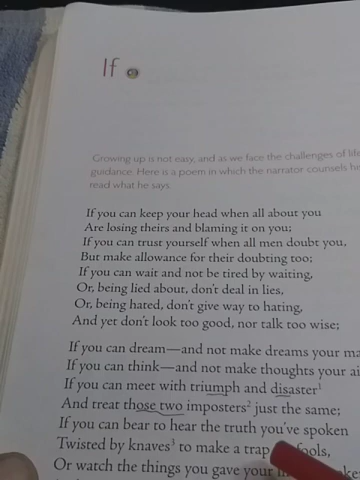 If
Growing up is not easy, and as we face the challenges of life
guidance. Here is a poem in which the narrator counsels
read what he says.
If you can keep your head when all about you
Are losing theirs and blaming it on you;
If you can trust yourself when all men doubt you,
But make allowance for their doubting too;
If you can wait and not be tired by waiting,
Or, being lied about, don't deal in lies,
Or, being hated, don't give way to hating,
And yet don't look too good, nor talk too wise;
If you can dream—and not make dreams your
If you can think—and not make thoughts your
If you can meet with triumph and disaster¹
And treat those two imposters² just the same;
If you can bear to hear the truth you've spoken
Twisted by knaves³ to make a trap
Or watch the things you gave your